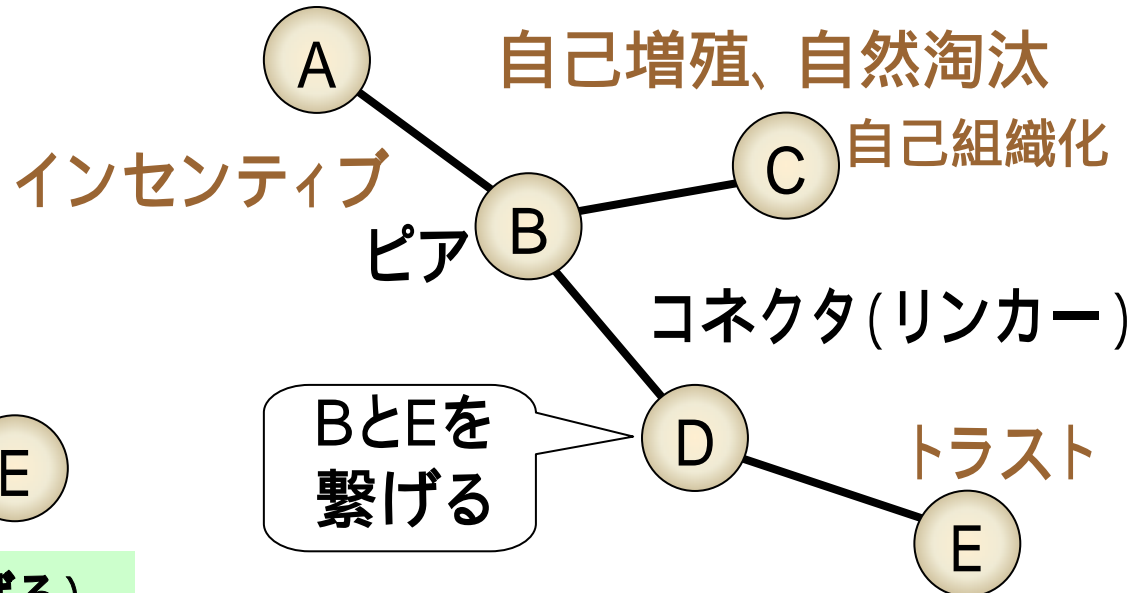 A
自己増殖、自然淘汰
C
自己組織化
インセンティブ
B
ピア
コネクタ(リンカー)
BとEを
繋げる
D
トラスト
E
E
げる)